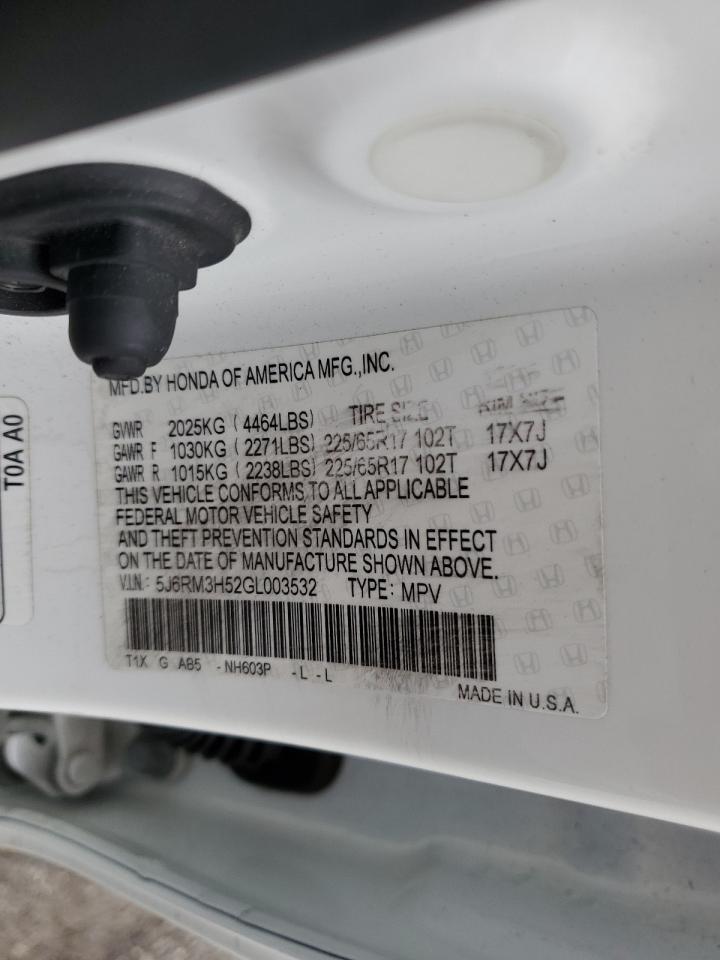 MFD.BY HONDA OF AMERICA MFG.,INC.
GVWR 2025KG ( 4464LBS) TIRE SIZE RIM SIZE
GAWR F 1030KG ( 2271LBS) 225/65R17 102T 17X7J
GAWR R 1015KG ( 2238LBS) 225/65R17 102T 17X7J
THIS VEHICLE CONFORMS TO ALL APPLICABLE
FEDERAL MOTOR VEHICLE SAFETY
AND THEFT PREVENTION STANDARDS IN EFFECT
ON THE DATE OF MANUFACTURE SHOWN ABOVE.
V.I.N.: 5J6RM3H52GL003532 TYPE: MPV
T1X G AB5 -NH603P -L -L
MADE IN U.S.A.
T0A A0